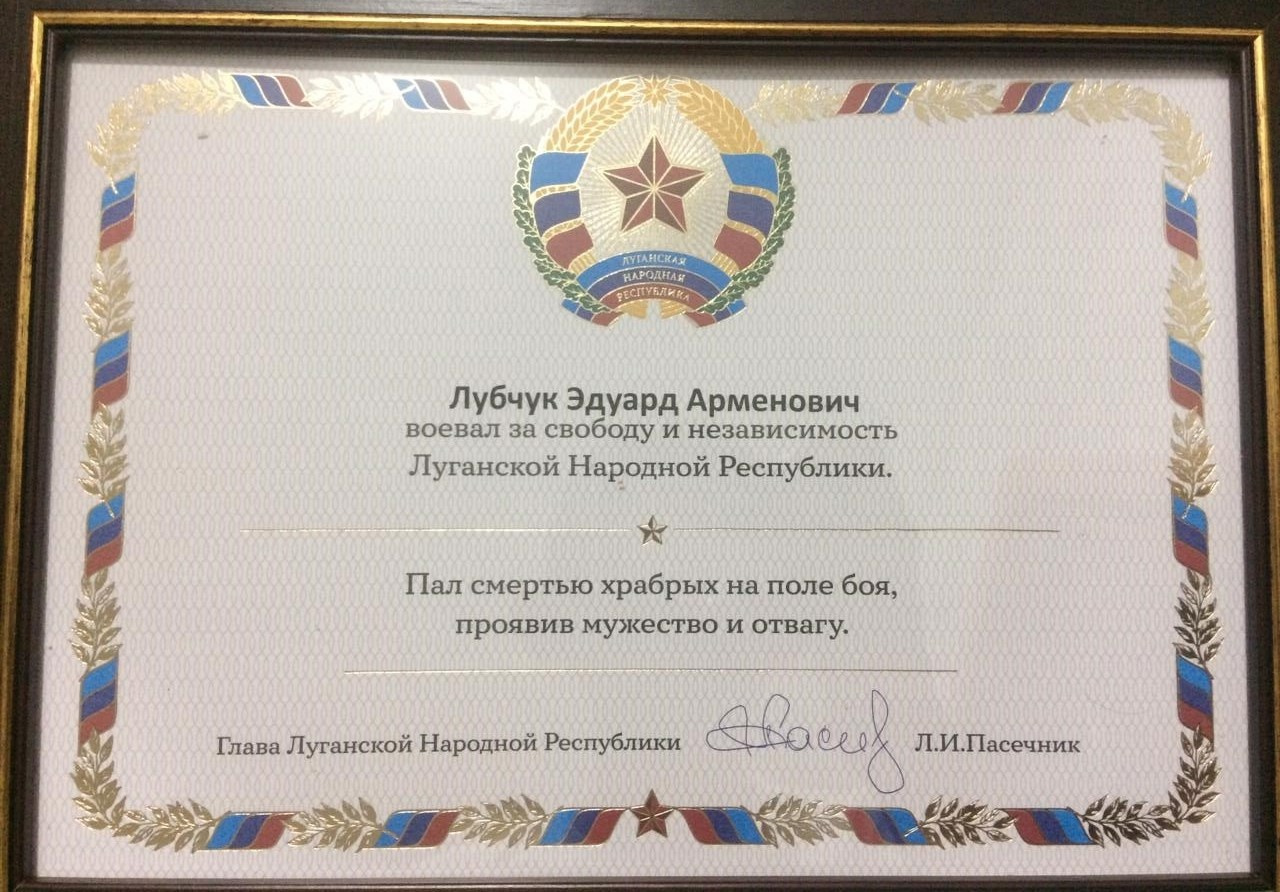 ЛУГАНСКАЯ
НАРОДНАЯ
РЕСПУБЛИКА
Лубчук Эдуард Арменович
воевал за свободу и независимость
Луганской Народной Республики.
Пал смертью храбрых на поле боя,
проявив мужество и отвагу.
Глава Луганской Народной Республики Л.И.Пасечник